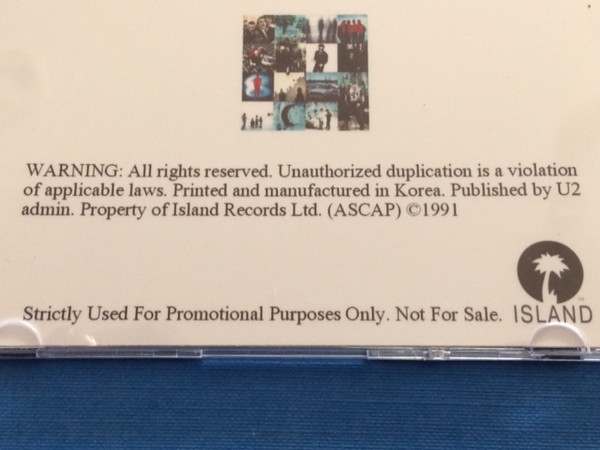 WARNING: All rights reserved. Unauthorized duplication is a violation
of applicable laws. Printed and manufactured in Korea. Published by U2
admin. Property of Island Records Ltd. (ASCAP) ©1991
Strictly Used For Promotional Purposes Only. Not For Sale.
ISLAND™